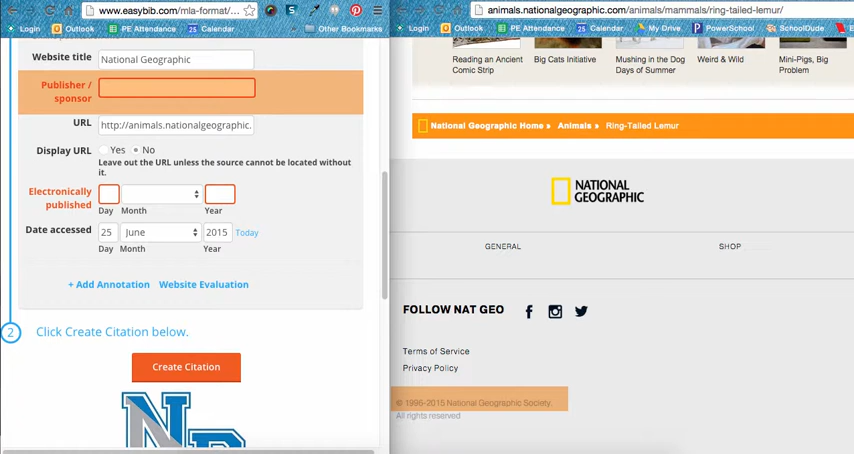 www.easybib.com/mla-format/...
Login
Outlook
PE Attendance
25 Calendar
Other Bookmarks
Website title
National Geographic
Publisher /
sponsor
URL
http://animals.nationalgeographic.
Display URL
Yes
No
Leave out the URL unless the source cannot be located without
it.
Electronically
published
Day
Month
Year
Date accessed
25
June
2015
Today
Day
Month
Year
+ Add Annotation
Website Evaluation
2
Click Create Citation below.
Create Citation
animals.nationalgeographic.com/animals/mammals/ring-tailed-lemur/
Login
Outlook
PE Attendance
25 Calendar
My Drive
PowerSchool
SchoolDude
Reading an Ancient
Comic Strip
Big Cats Initiative
Mushing in the Dog
Days of Summer
Weird & Wild
Mini-Pigs, Big
Problem
National Geographic Home »
Animals »
Ring-Tailed Lemur
NATIONAL
GEOGRAPHIC
GENERAL
SHOP
FOLLOW NAT GEO
Terms of Service
Privacy Policy
© 1996-2015 National Geographic Society.
All rights reserved